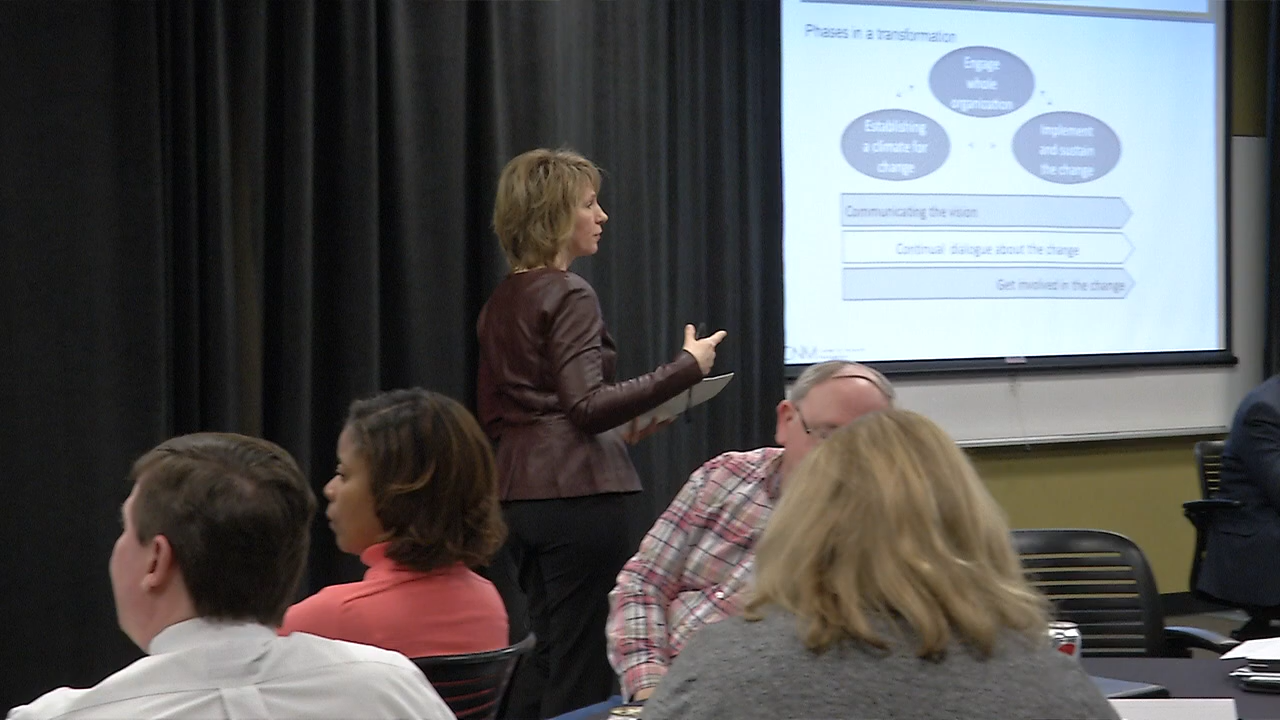 Phases in a transformation
Engage
whole
organization
Establishing
a climate for
change
Implement
and sustain
the change
Communicating the vision
Continual dialogue about the change
Get involved in the change
CNM